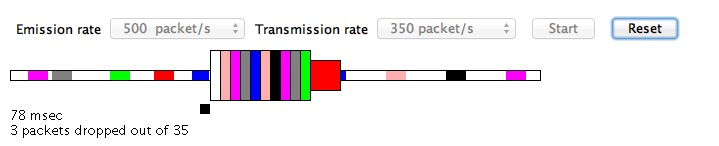 Emission rate 500 packet/s Transmission rate 350 packet/s Start Reset
78 msec
3 packets dropped out of 35